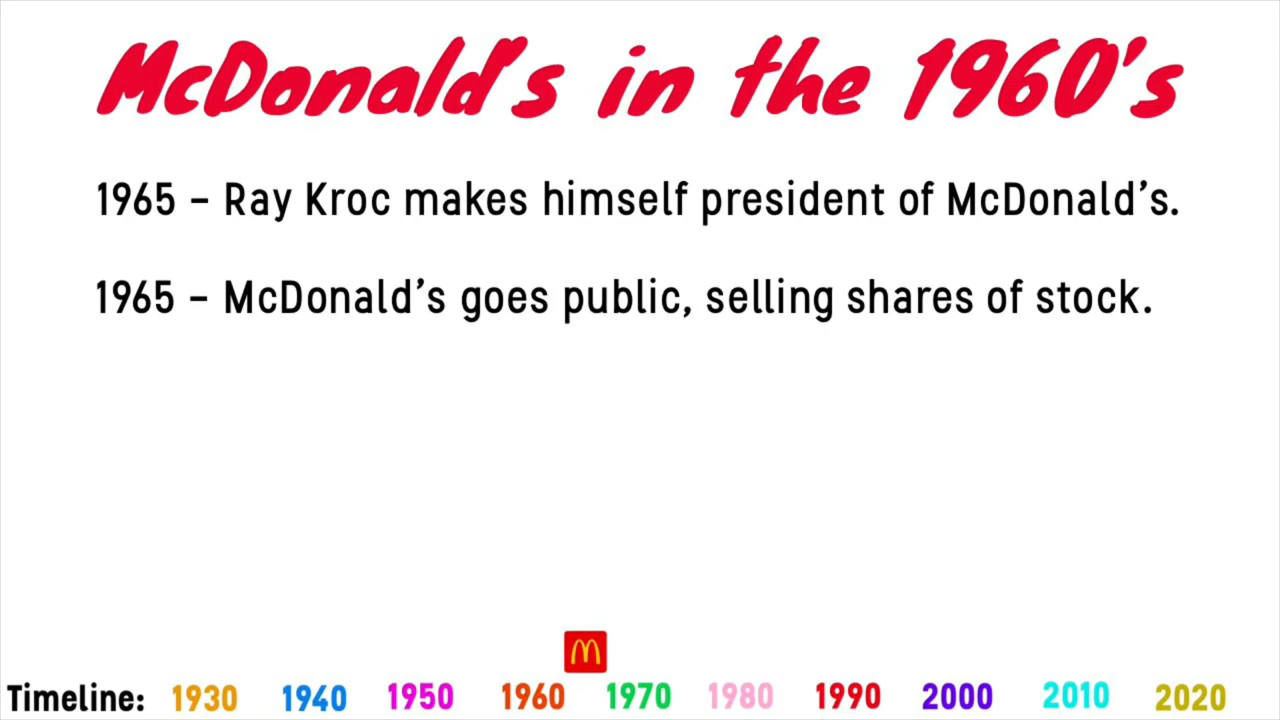 McDonald's in the 1960's
1965 – Ray Kroc makes himself president of McDonald's.
1965 – McDonald's goes public, selling shares of stock.
Timeline: 1930 1940 1950 1960 1970 1980 1990 2000 2010 2020